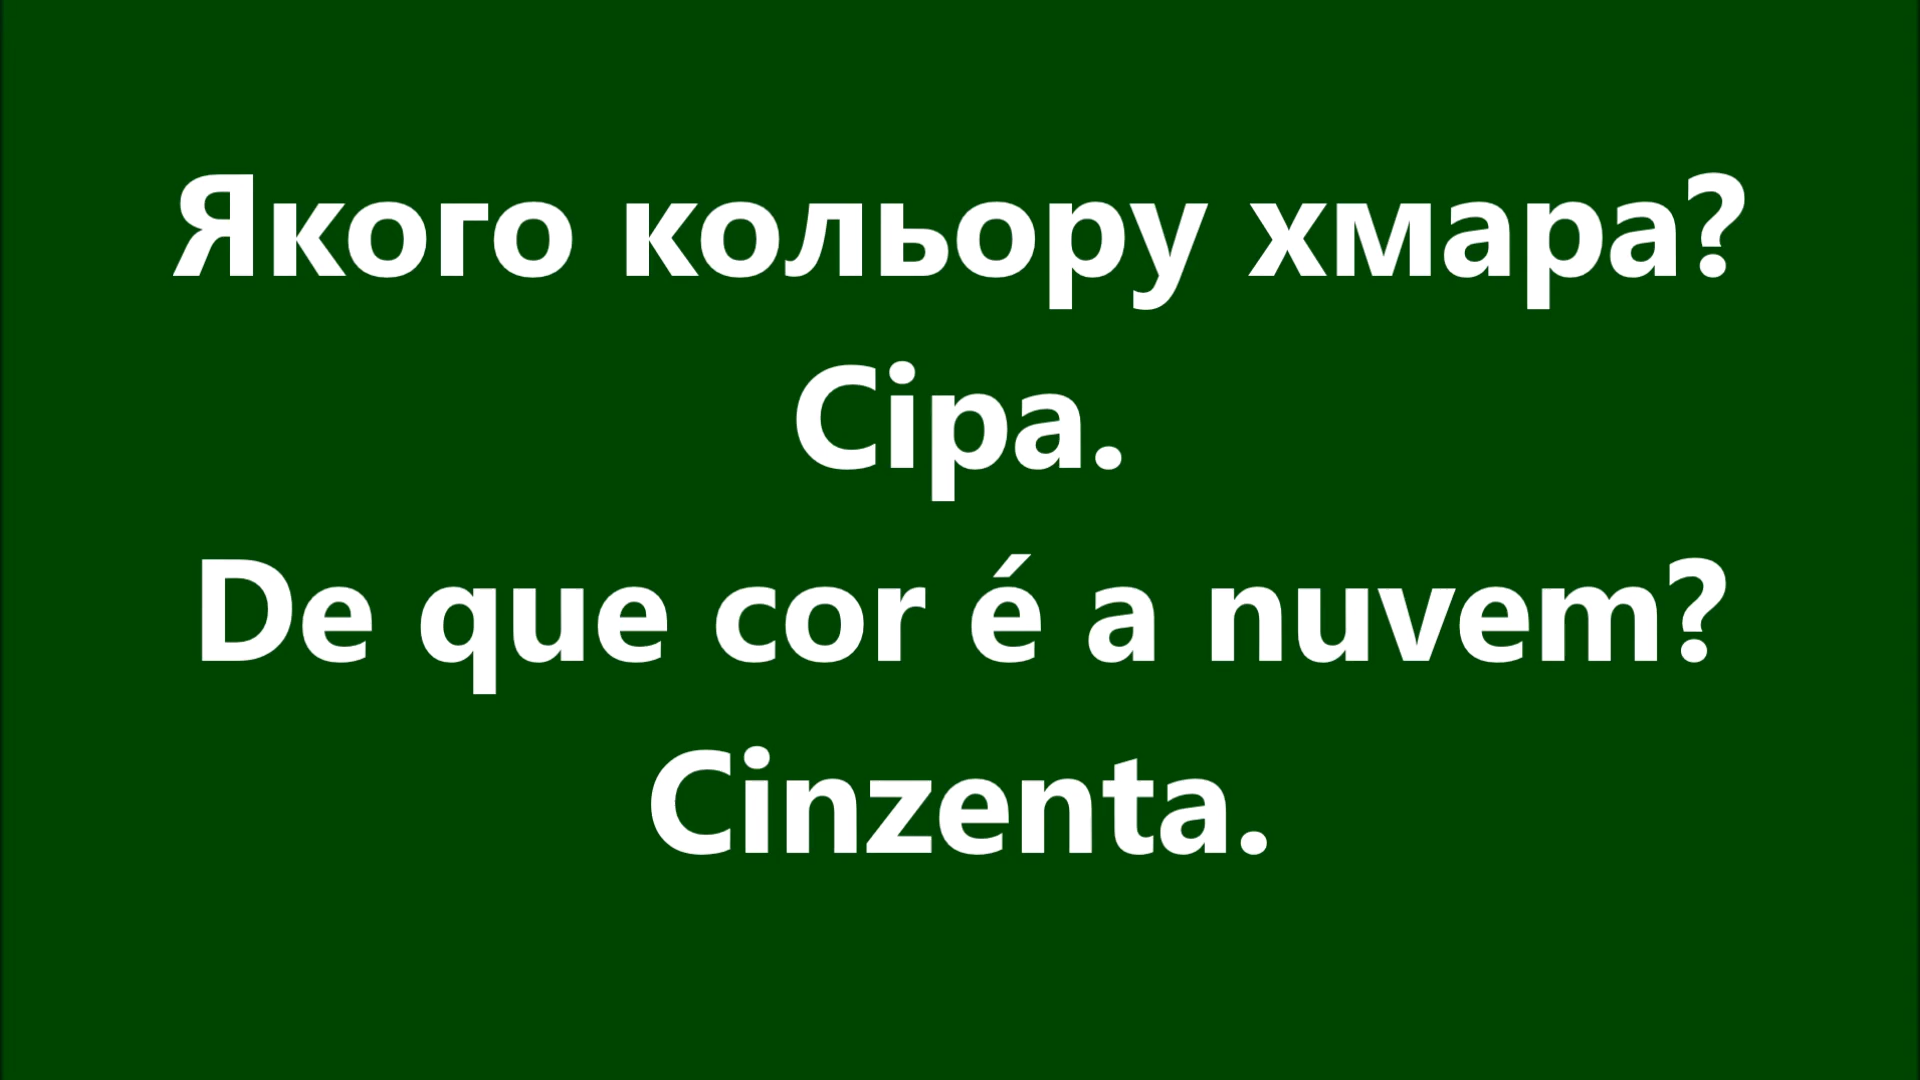 Якого кольору хмара?
Сіра.
De que cor é a nuvem?
Cinzenta.